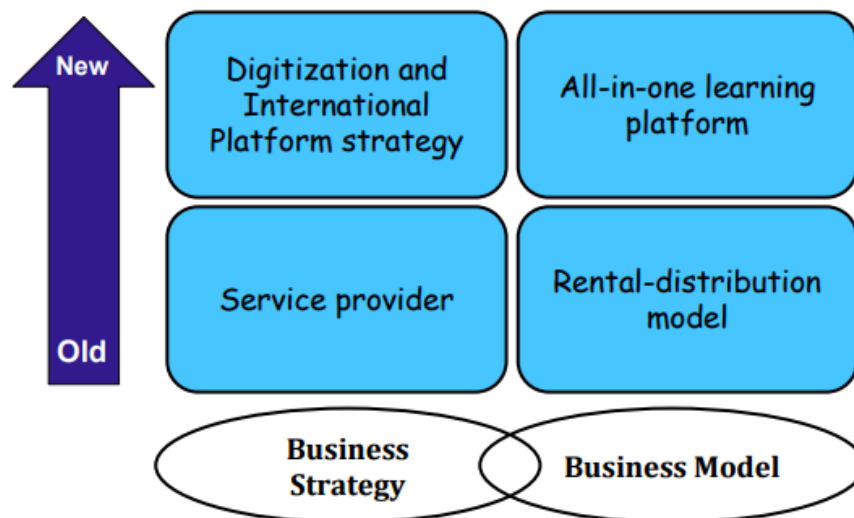 New
Digitization and
International
Platform strategy
All-in-one learning
platform
Service provider
Rental-distribution
model
Old
Business
Strategy
Business Model